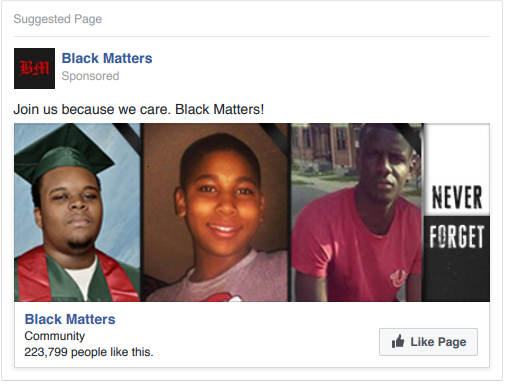 Suggested Page
BM
Black Matters
Sponsored
Join us because we care. Black Matters!
NEVER
FORGET
Black Matters
Community
223,799 people like this.
Like Page